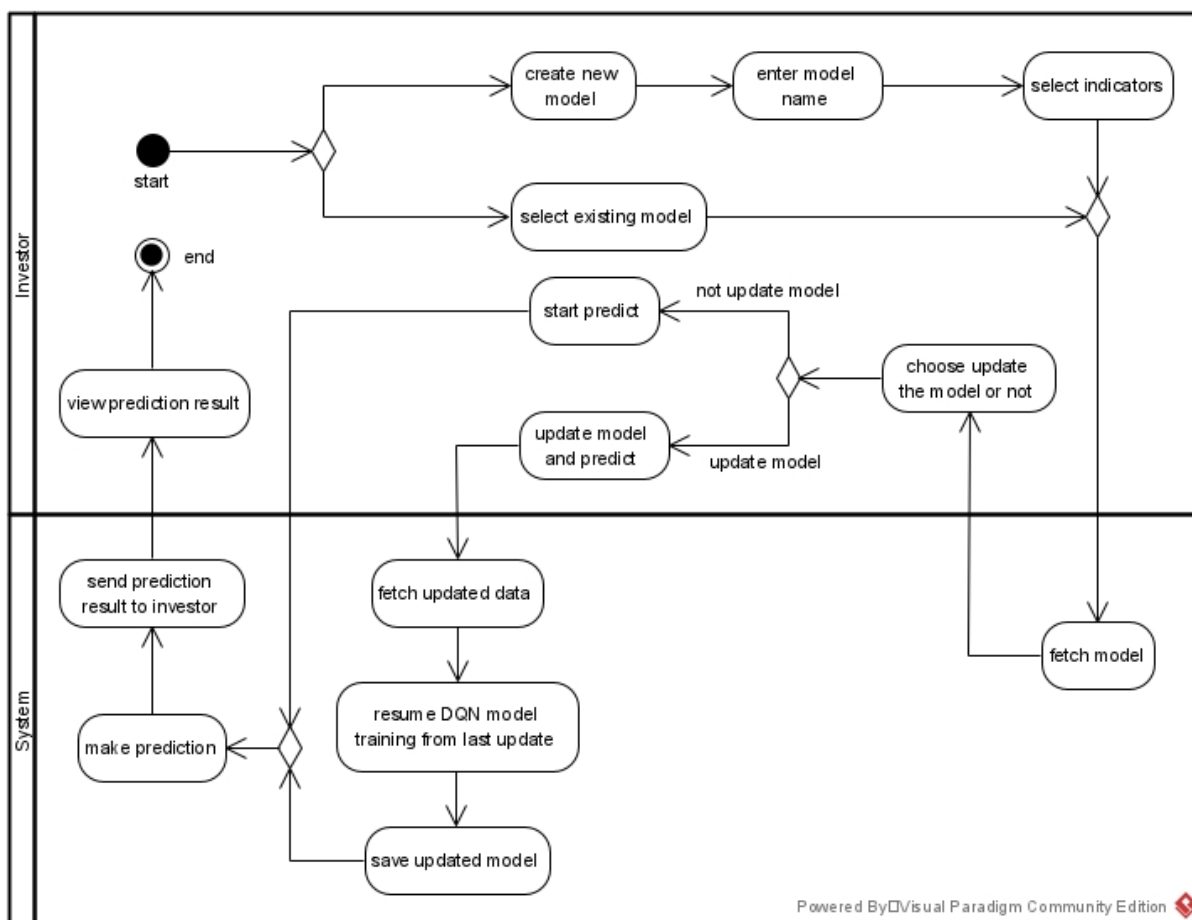 Investor
create new
model
enter model
name
select indicators
start
select existing model
end
start predict
not update model
choose update
the model or not
view prediction result
update model
and predict
update model
System
send prediction
result to investor
fetch updated data
fetch model
resume DQN model
training from last update
make prediction
save updated model
Powered By□Visual Paradigm Community Edition